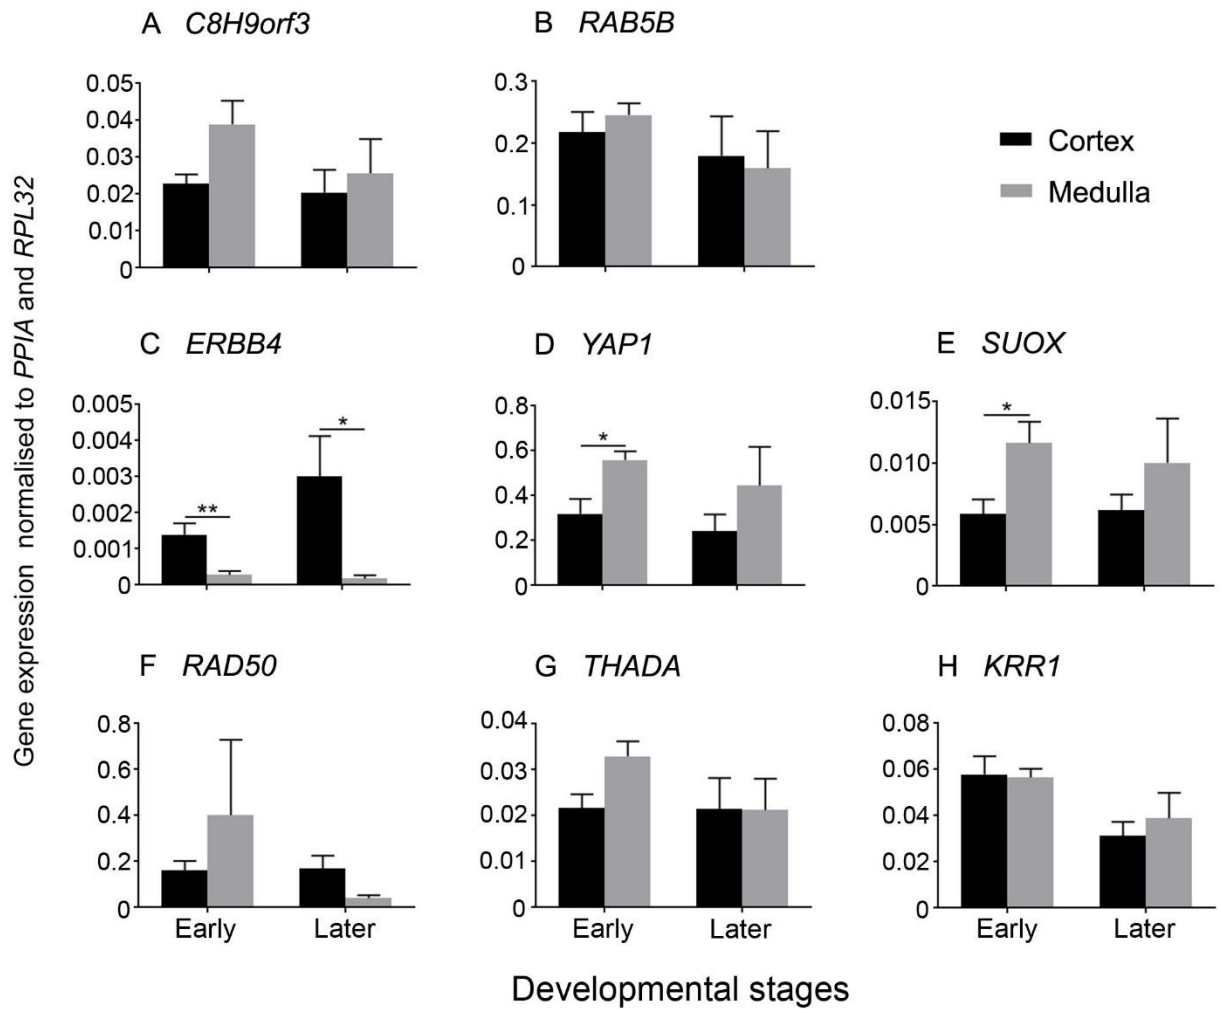 A C8H9orf3
B RAB5B
0.05
0.04
0.03
0.02
0.01
0
0.3
0.2
0.1
0
Cortex
Medulla
Gene expression normalised to PPIA and RPL32
C ERBB4
D YAP1
E SUOX
0.005
0.004
0.003
0.002
0.001
0
**
*
0.8
0.6
0.4
0.2
0
*
0.015
0.010
0.005
0
*
F RAD50
G THADA
H KRR1
0.8
0.6
0.4
0.2
0
Early Later
0.04
0.03
0.02
0.01
0
Early Later
0.08
0.06
0.04
0.02
0
Early Later
Developmental stages